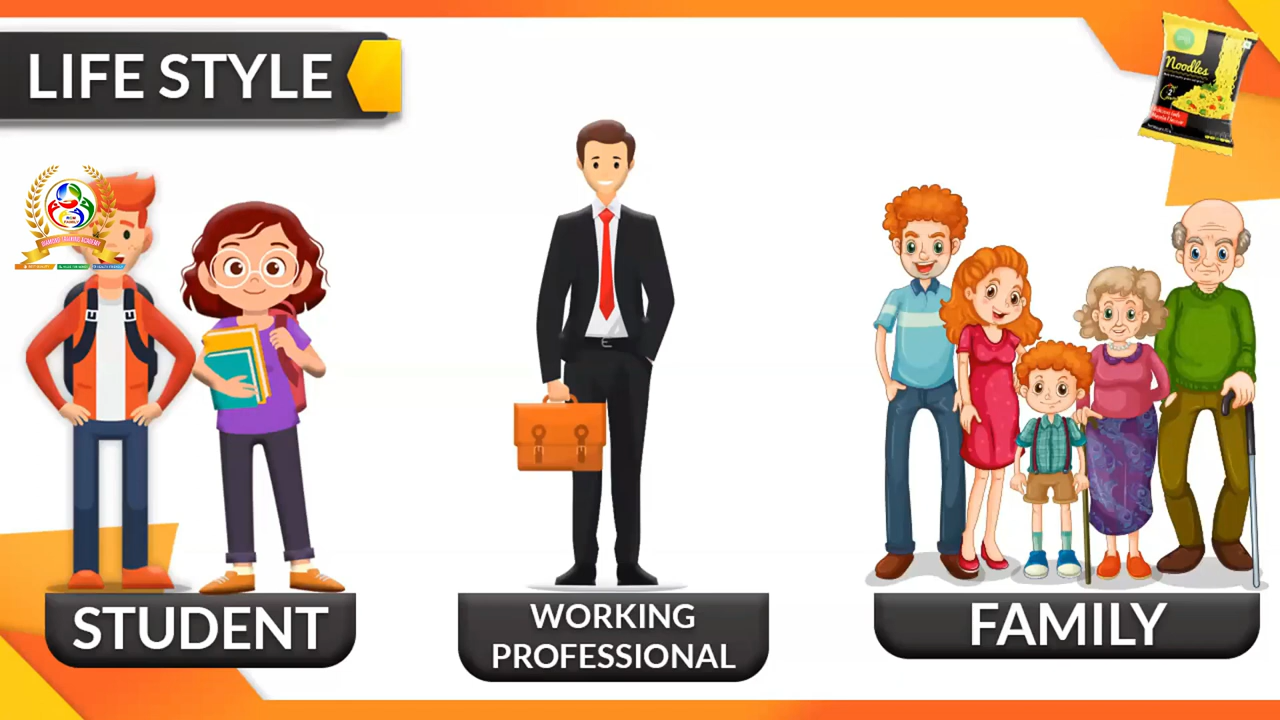 LIFE STYLE
Noodles
STUDENT
WORKING
PROFESSIONAL
FAMILY